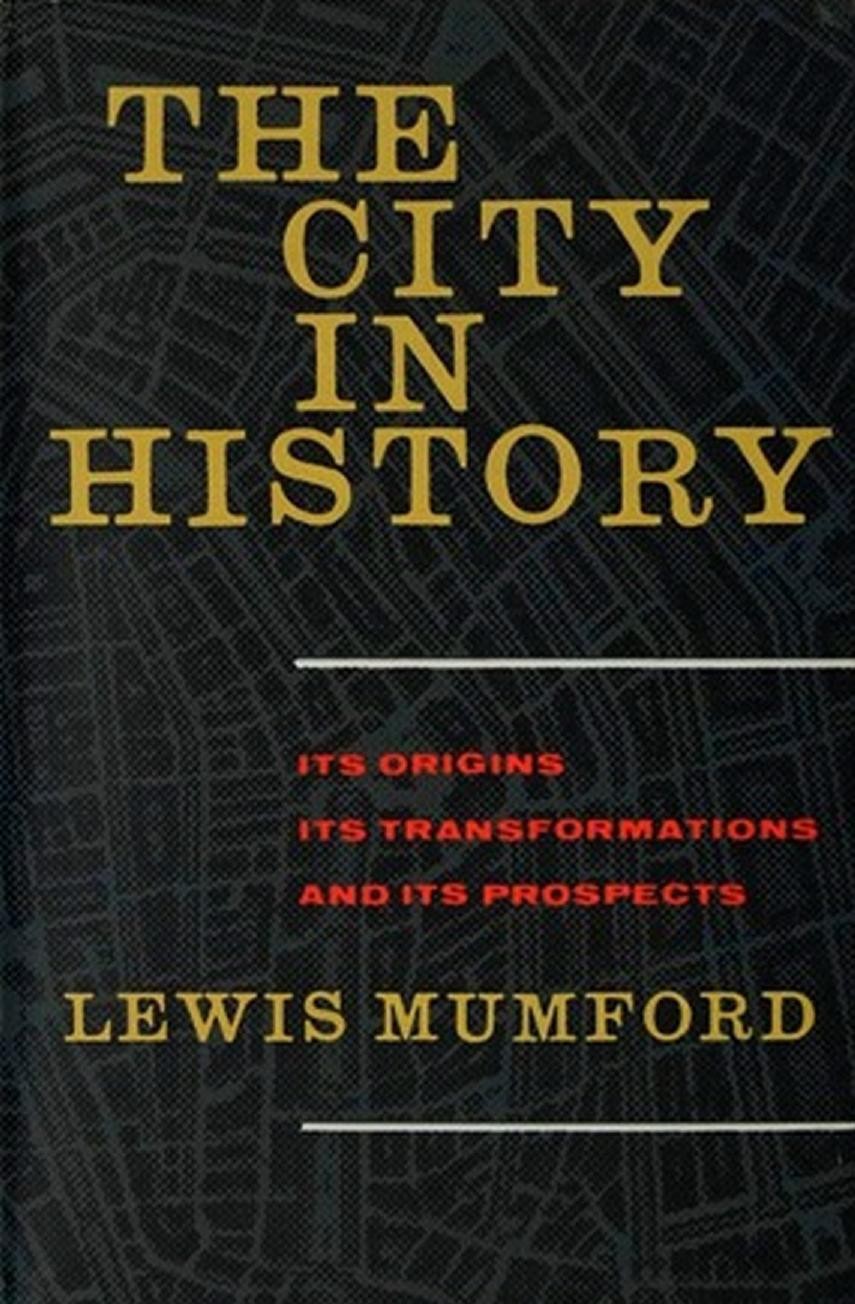 THE
CITY
IN
HISTORY
ITS ORIGINS
ITS TRANSFORMATIONS
AND ITS PROSPECTS
LEWIS MUMFORD